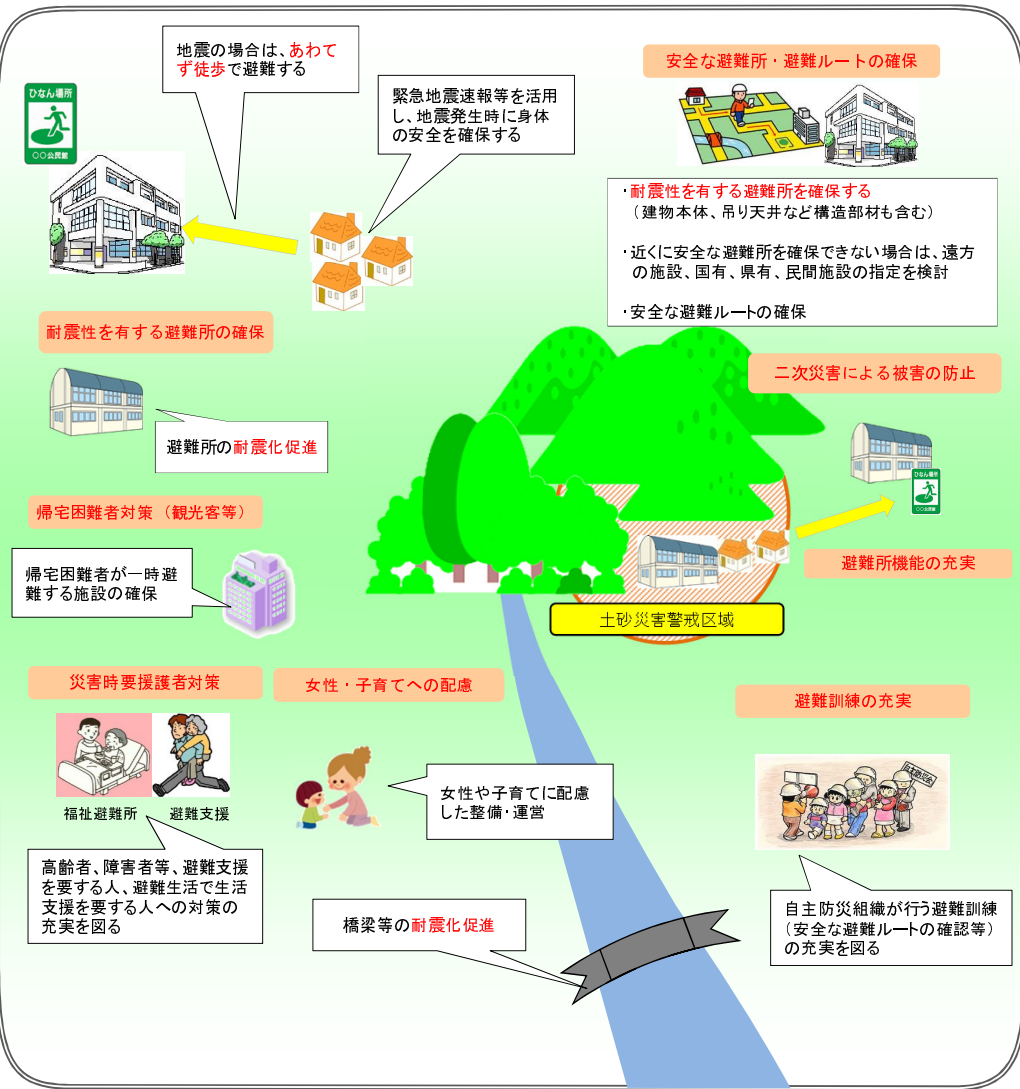 地震の場合は、あわて
ず徒歩で避難する
ひなん場所
〇〇公民館
緊急地震速報等を活用
し、地震発生時に身体
の安全を確保する
安全な避難所・避難ルートの確保
・耐震性を有する避難所を確保する
（建物本体、吊り天井など構造部材も含む）
・近くに安全な避難所を確保できない場合は、遠方
の施設、国有、県有、民間施設の指定を検討
・安全な避難ルートの確保
耐震性を有する避難所の確保
避難所の耐震化促進
二次災害による被害の防止
ひなん場所
〇〇公民館
避難所機能の充実
土砂災害警戒区域
帰宅困難者対策（観光客等）
帰宅困難者が一時避
難する施設の確保
災害時要援護者対策
福祉避難所
避難支援
高齢者、障害者等、避難支援
を要する人、避難生活で生活
支援を要する人への対策の
充実を図る
女性・子育てへの配慮
女性や子育てに配慮
した整備・運営
避難訓練の充実
自主防災会
自主防災組織が行う避難訓練
（安全な避難ルートの確認等）
の充実を図る
橋梁等の耐震化促進